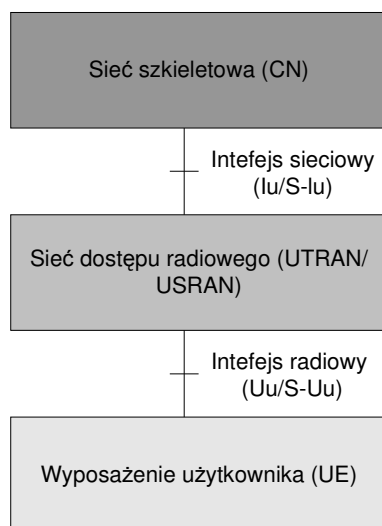 Sieć szkieletowa (CN)
Intefejs sieciowy
(Iu/S-Iu)
Sieć dostępu radiowego (UTRAN/
USRAN)
Intefejs radiowy
(Uu/S-Uu)
Wyposażenie użytkownika (UE)